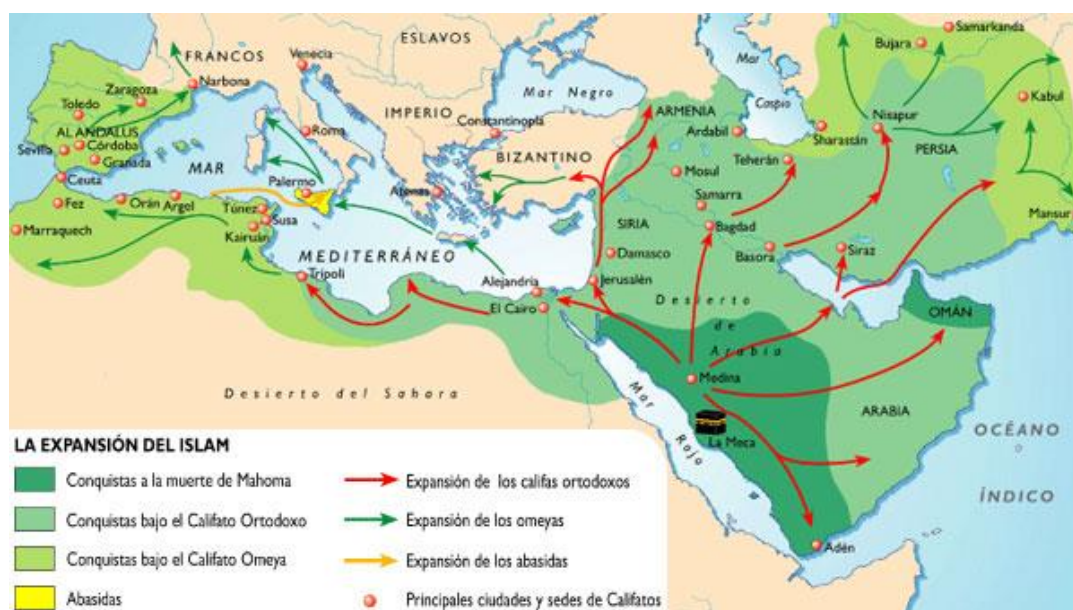 ESLAVOS
FRANCOS
Venecia
Narbona
Zaragoza
Toledo
AL ANDALUS
Córdoba
Sevilla
Granada
Ceuta
Fez
Marraquech
Orán
Argel
Túnez
Susa
Kairuán
Trípoli
MAR
MEDITERRÁNEO
Roma
Palermo
IMPERIO
BIZANTINO
Constantinopla
Atenas
Mar Negro
Mar
Caspio
ARMENIA
Ardabil
Mosul
Samarra
Teherán
SIRIA
Bagdad
Damasco
Jerusalén
Basora
Siraz
Alejandría
El Cairo
Samarkanda
Bujara
Kabul
Nisapur
Sharastán
PERSIA
Mansur
Desierto
de
Arabia
OMÁN
Medina
La Meca
ARABIA
Adén
Mar
Rojo
Desierto del Sahara
OCÉANO
ÍNDICO
LA EXPANSIÓN DEL ISLAM
Conquistas a la muerte de Mahoma
Conquistas bajo el Califato Ortodoxo
Conquistas bajo el Califato Omeya
Abasidas
Expansión de los califas ortodoxos
Expansión de los omeyas
Expansión de los abasidas
Principales ciudades y sedes de Califatos